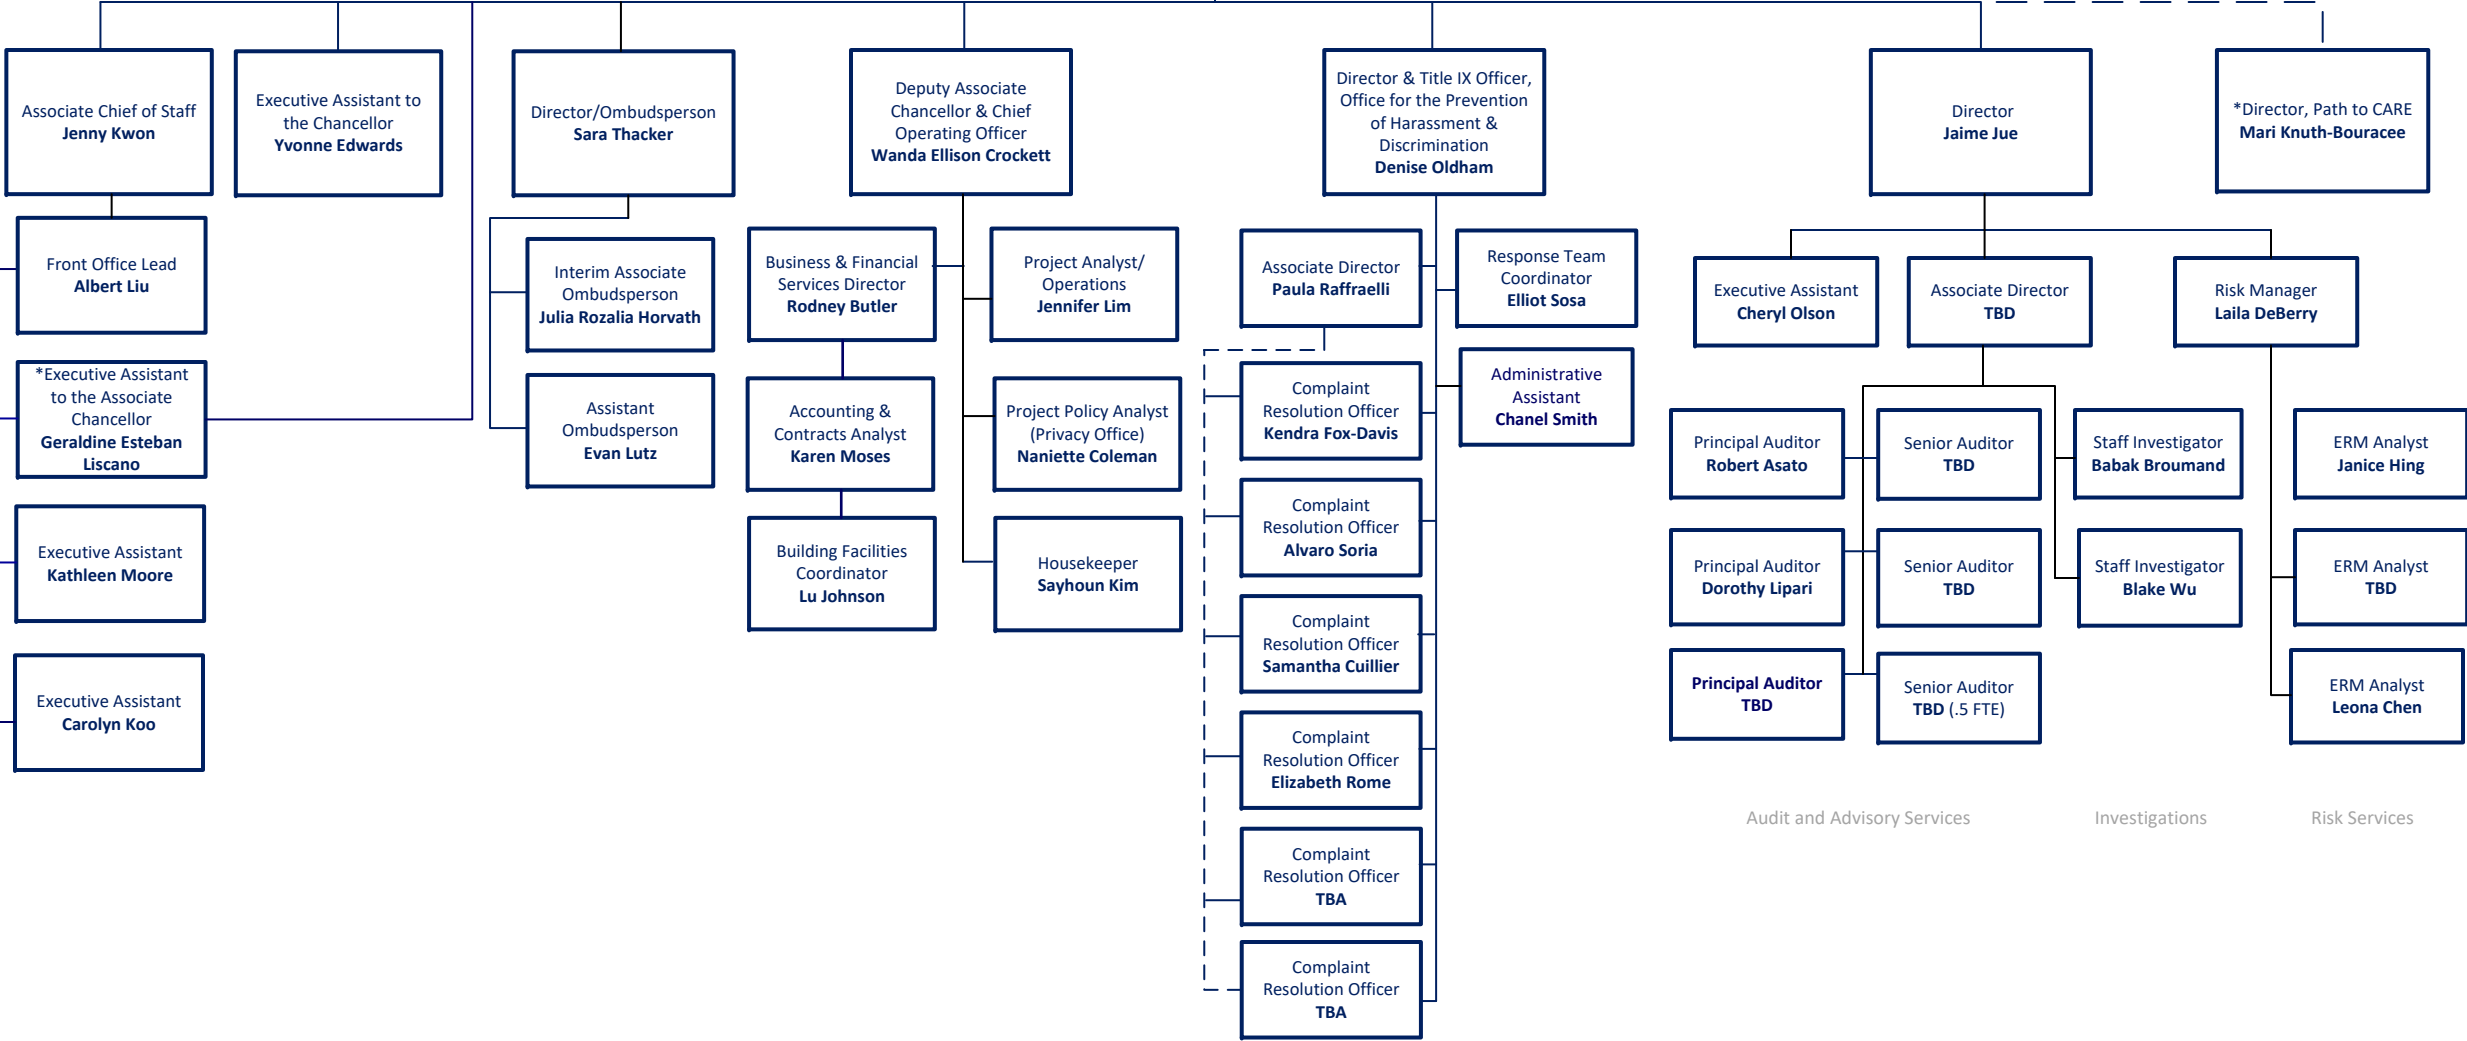 Associate Chief of Staff
Jenny Kwon
Executive Assistant to
the Chancellor
Yvonne Edwards
Director/Ombudsperson
Sara Thacker
Deputy Associate
Chancellor & Chief
Operating Officer
Wanda Ellison Crockett
Director & Title IX Officer,
Office for the Prevention
of Harassment &
Discrimination
Denise Oldham
Director
Jaime Jue
*Director, Path to CARE
Mari Knuth-Bouracee
Front Office Lead
Albert Liu
*Executive Assistant
to the Associate
Chancellor
Geraldine Esteban
Liscano
Executive Assistant
Kathleen Moore
Executive Assistant
Carolyn Koo
Interim Associate
Ombudsperson
Julia Rozalia Horvath
Assistant
Ombudsperson
Evan Lutz
Business & Financial
Services Director
Rodney Butler
Accounting &
Contracts Analyst
Karen Moses
Building Facilities
Coordinator
Lu Johnson
Project Analyst/
Operations
Jennifer Lim
Project Policy Analyst
(Privacy Office)
Naniette Coleman
Housekeeper
Sayhoun Kim
Associate Director
Paula Raffraelli
Response Team
Coordinator
Elliot Sosa
Administrative
Assistant
Chanel Smith
Complaint
Resolution Officer
Kendra Fox-Davis
Complaint
Resolution Officer
Alvaro Soria
Complaint
Resolution Officer
Samantha Cuillier
Complaint
Resolution Officer
Elizabeth Rome
Complaint
Resolution Officer
TBA
Complaint
Resolution Officer
TBA
Executive Assistant
Cheryl Olson
Associate Director
TBD
Risk Manager
Laila DeBerry
Principal Auditor
Robert Asato
Senior Auditor
TBD
Staff Investigator
Babak Broumand
ERM Analyst
Janice Hing
Principal Auditor
Dorothy Lipari
Senior Auditor
TBD
Staff Investigator
Blake Wu
ERM Analyst
TBD
Principal Auditor
TBD
Senior Auditor
TBD (.5 FTE)
ERM Analyst
Leona Chen
Audit and Advisory Services
Investigations
Risk Services